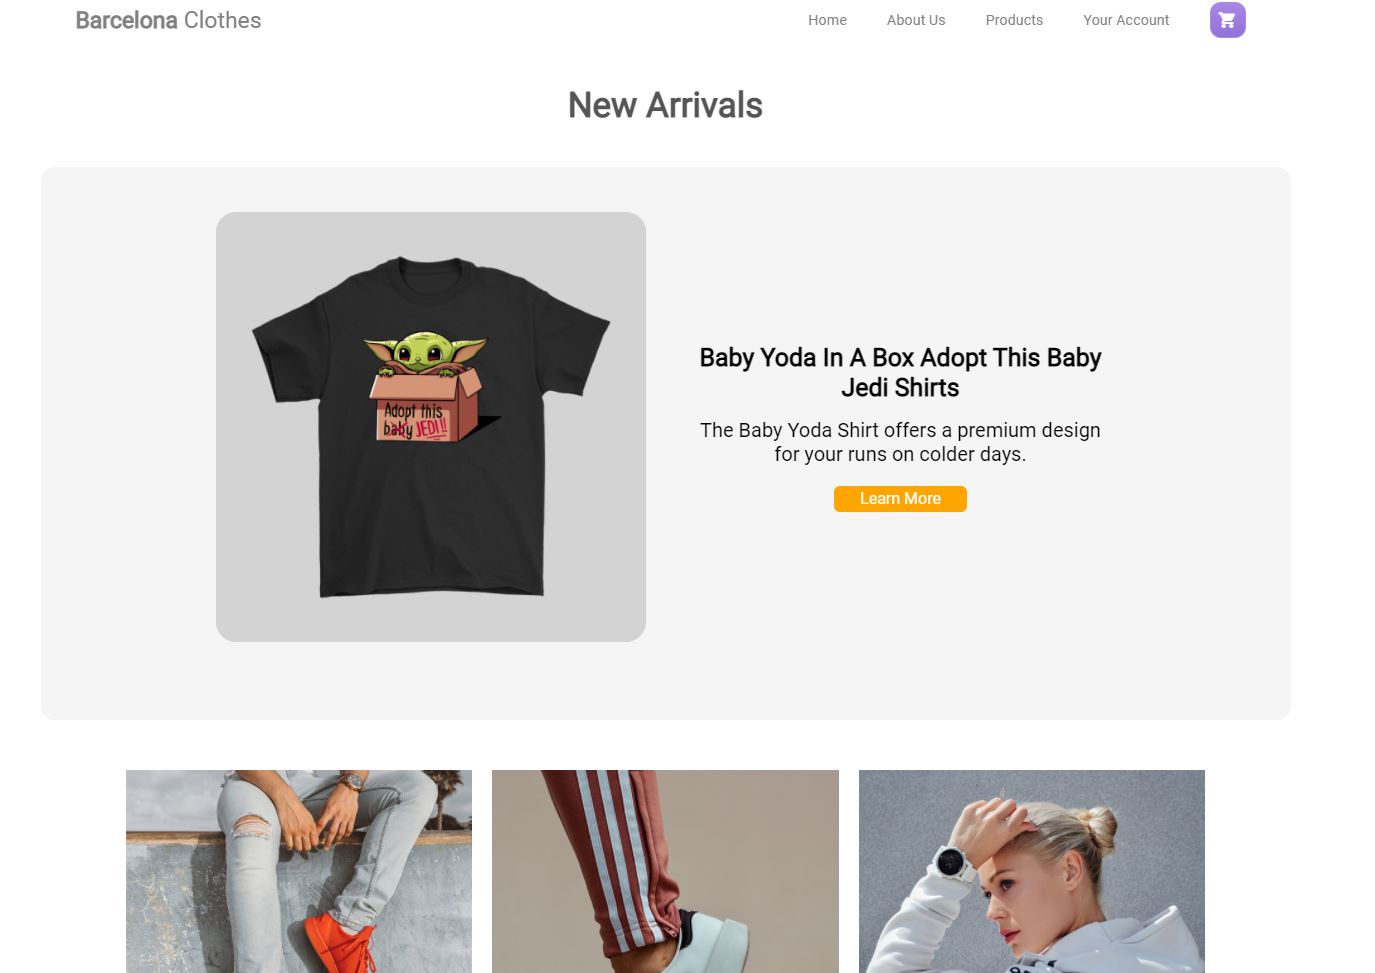 Barcelona Clothes
Home About Us Products Your Account
New Arrivals
Adopt this
baby JEDI!!
Baby Yoda In A Box Adopt This Baby
Jedi Shirts
The Baby Yoda Shirt offers a premium design
for your runs on colder days.
Learn More